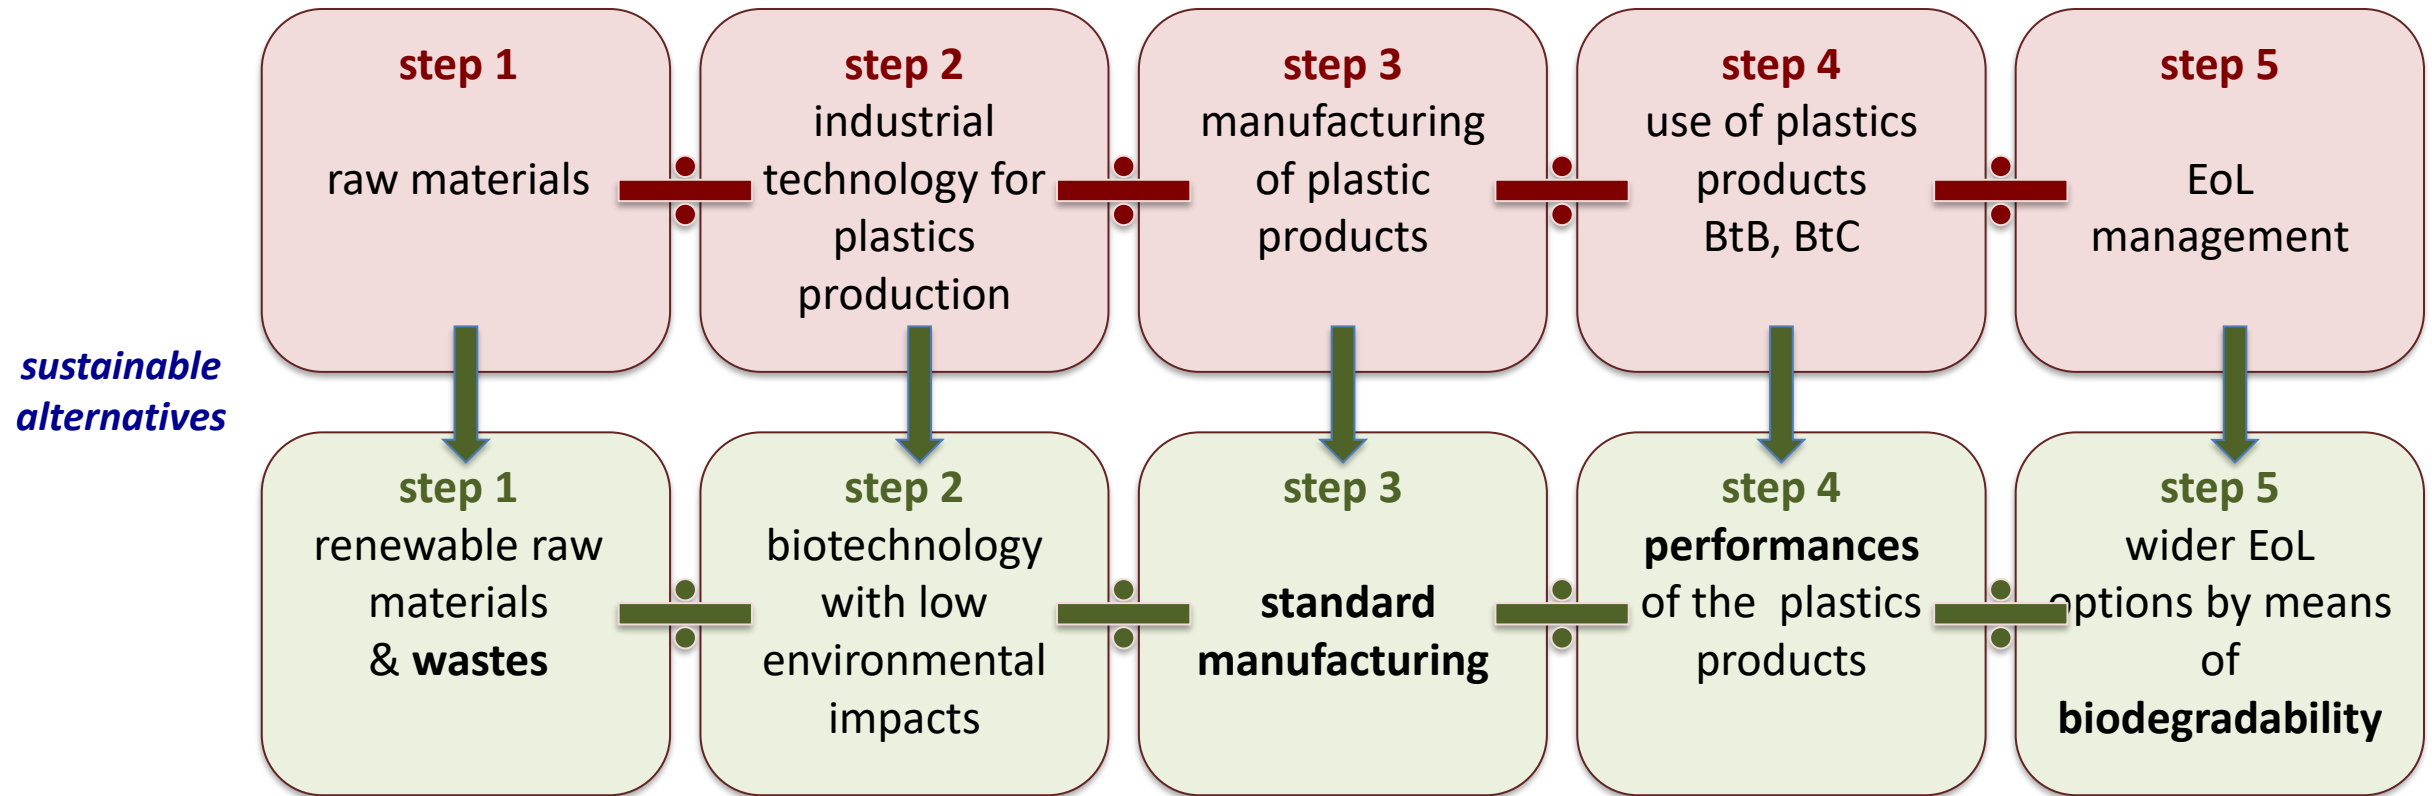 step 1
raw materials
step 2
industrial
technology for
plastics
production
step 3
manufacturing
of plastic
products
step 4
use of plastics
products
BtB, BtC
step 5
EoL
management
sustainable
alternatives
step 1
renewable raw
materials
& wastes
step 2
biotechnology
with low
environmental
impacts
step 3
standard
manufacturing
step 4
performances
of the  plastics
products
step 5
wider EoL
options by means
of
biodegradability